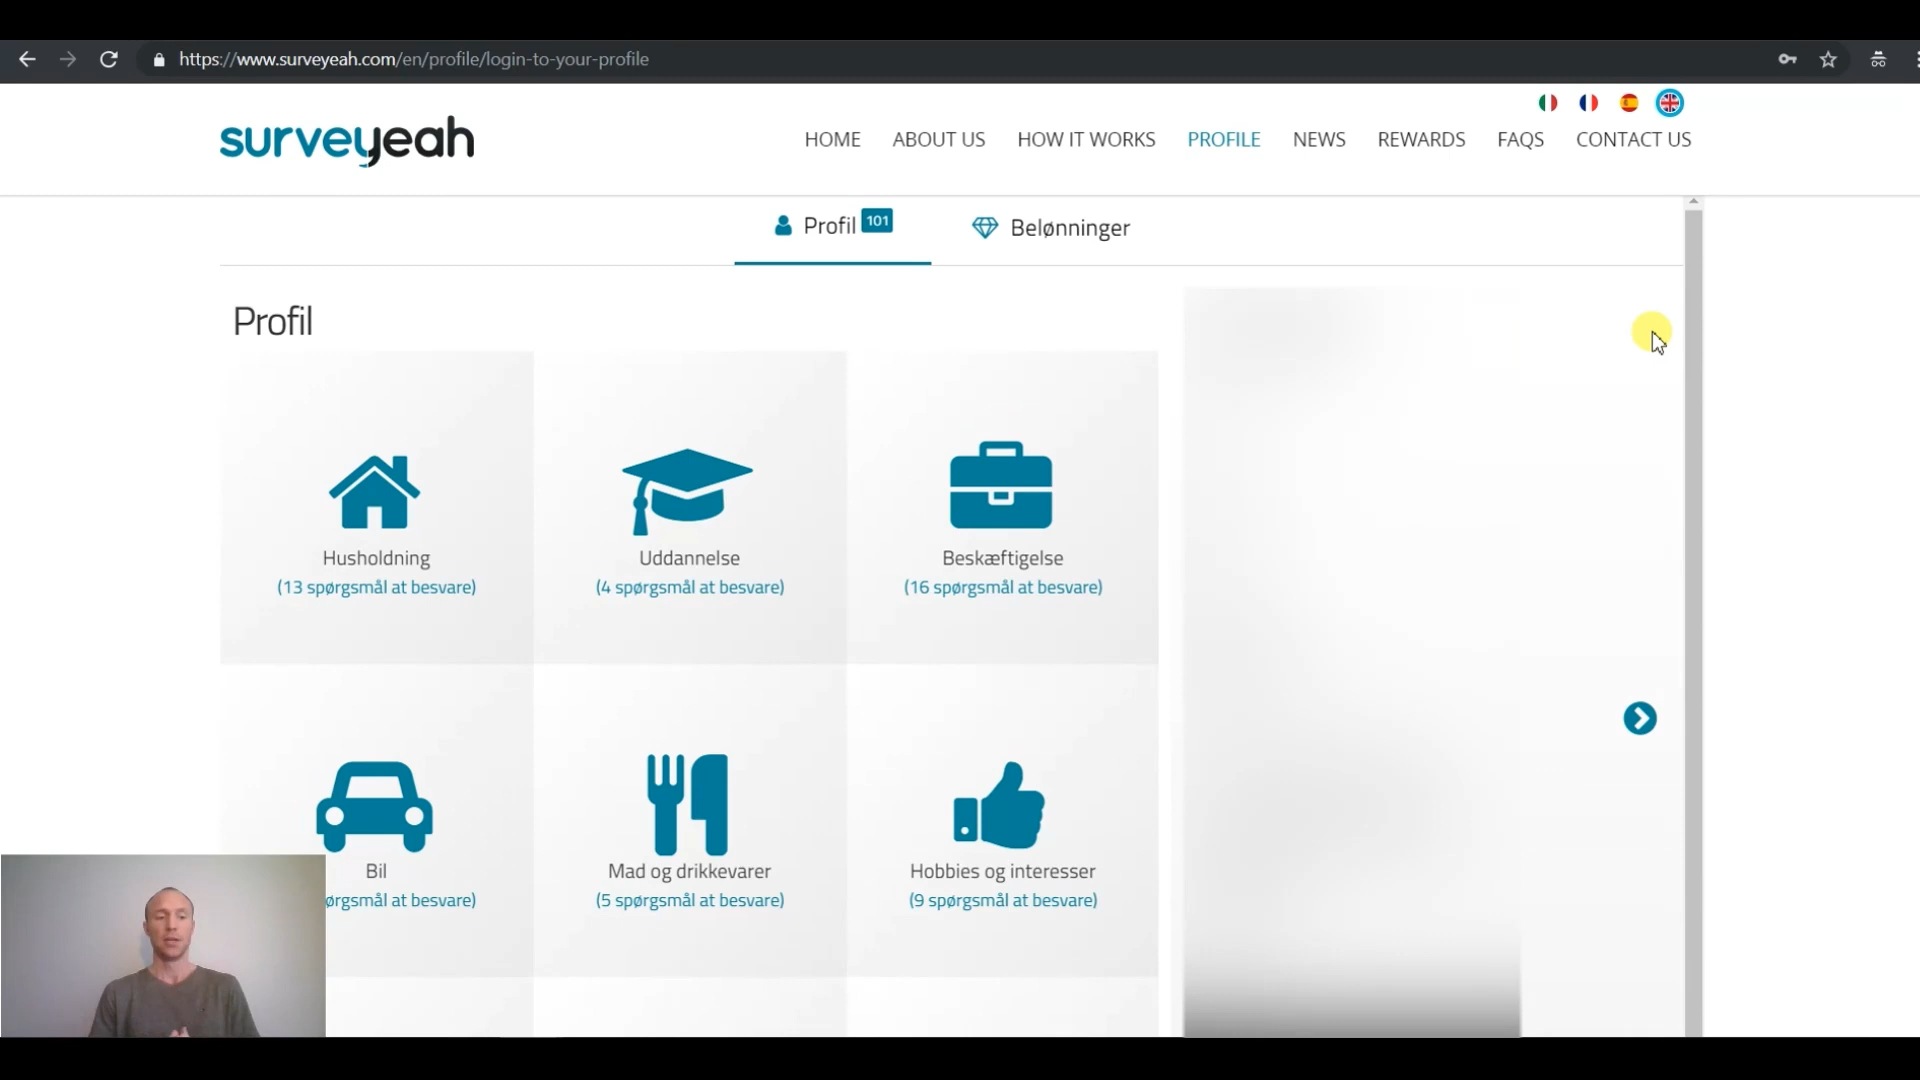 https://www.surveyeah.com/en/profile/login-to-your-profile
surveyeah
HOME ABOUT US HOW IT WORKS PROFILE NEWS REWARDS FAQS CONTACT US
Profil 101 Belønninger
Profil
Husholdning Uddannelse Beskæftigelse
(13 spørgsmål at besvare) (4 spørgsmål at besvare) (16 spørgsmål at besvare)
Bil Mad og drikkevarer Hobbies og interesser
ørgsmål at besvare) (5 spørgsmål at besvare) (9 spørgsmål at besvare)